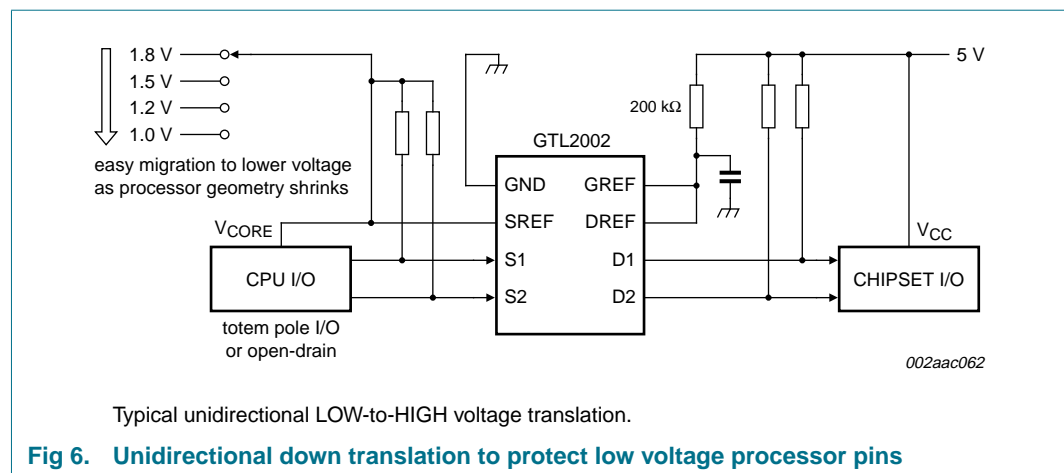 1.8 V
1.5 V
1.2 V
1.0 V
easy migration to lower voltage
as processor geometry shrinks
5 V
200 kΩ
GTL2002
GND
GREF
SREF
DREF
S1
D1
S2
D2
VCORE
CPU I/O
totem pole I/O
or open-drain
VCC
CHIPSET I/O
002aac062
Typical unidirectional LOW-to-HIGH voltage translation.
Fig 6. Unidirectional down translation to protect low voltage processor pins